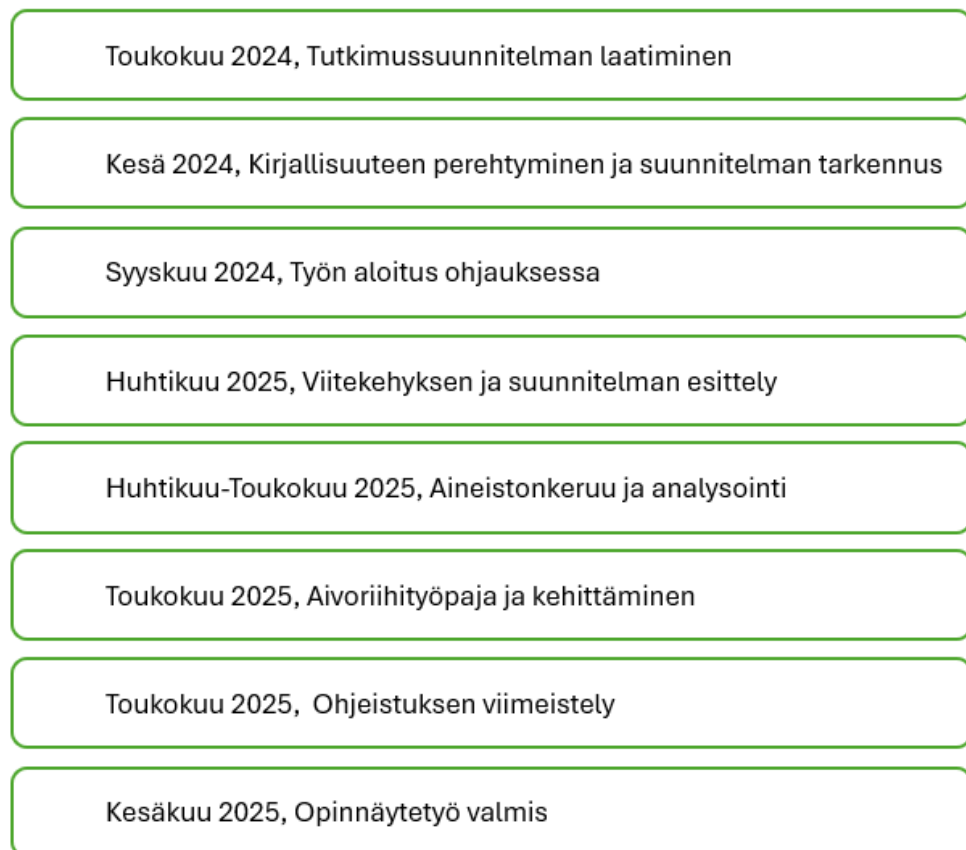 Toukokuu 2024, Tutkimussuunnitelman laatiminen
Kesä 2024, Kirjallisuuteen perehtyminen ja suunnitelman tarkennus
Syyskuu 2024, Työn aloitus ohjauksessa
Huhtikuu 2025, Viitekehyksen ja suunnitelman esittely
Huhtikuu-Toukokuu 2025, Aineistonkeruu ja analysointi
Toukokuu 2025, Aivoriihityöpaja ja kehittäminen
Toukokuu 2025,  Ohjeistuksen viimeistely
Kesäkuu 2025, Opinnäytetyö valmis